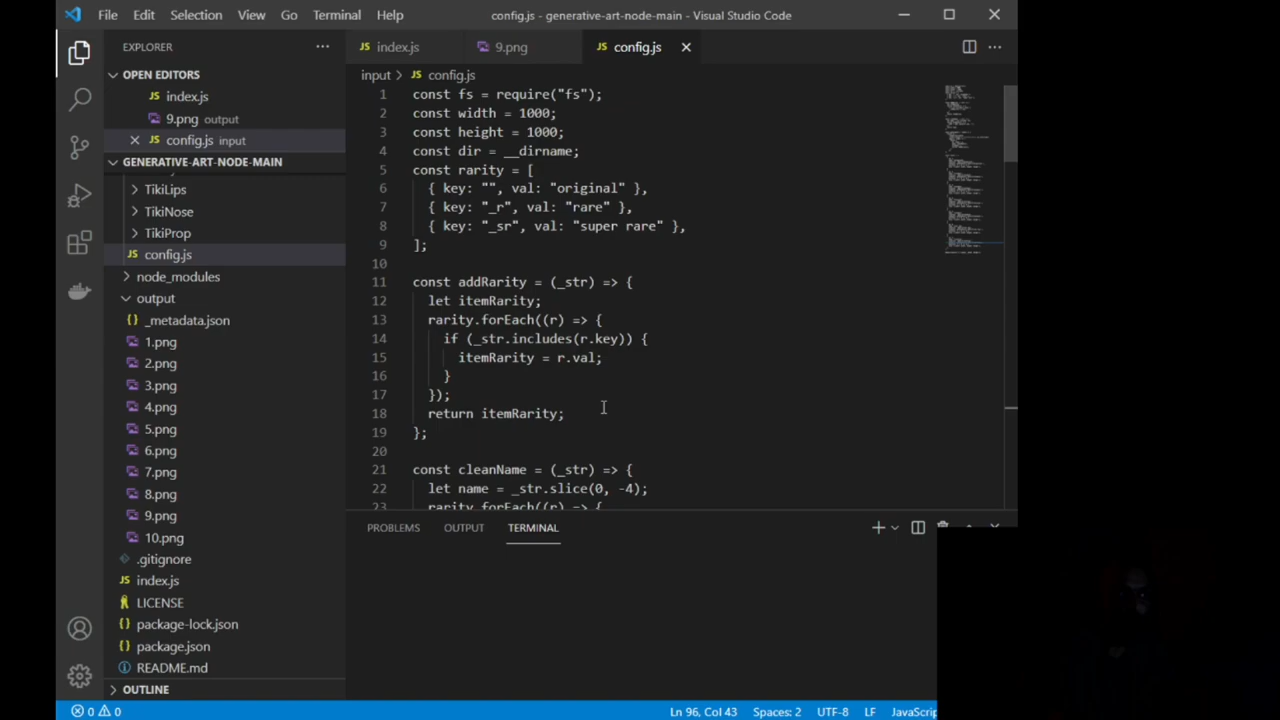 File Edit Selection View Go Terminal Help
config.js - generative-art-node-main - Visual Studio Code
EXPLORER
OPEN EDITORS
index.js
9.png output
config.js input
GENERATIVE-ART-NODE-MAIN
TikiLips
TikiNose
TikiProp
config.js
node_modules
output
_metadata.json
1.png
2.png
3.png
4.png
5.png
6.png
7.png
8.png
9.png
10.png
.gitignore
index.js
LICENSE
package-lock.json
package.json
README.md
OUTLINE
index.js
9.png
config.js
input > config.js
1 const fs = require("fs");
2 const width = 1000;
3 const height = 1000;
4 const dir = __dirname;
5 const rarity = [
6 { key: "", val: "original" },
7 { key: "_r", val: "rare" },
8 { key: "_sr", val: "super rare" },
9 ];
10
11 const addRarity = (_str) => {
12 let itemRarity;
13 rarity.forEach((r) => {
14 if (_str.includes(r.key)) {
15 itemRarity = r.val;
16 }
17 });
18 return itemRarity;
19 };
20
21 const cleanName = (_str) => {
22 let name = _str.slice(0, -4);
23 rarity.forEach((r) => {
PROBLEMS OUTPUT TERMINAL
0 0
Ln 96, Col 43 Spaces: 2 UTF-8 LF JavaScrip